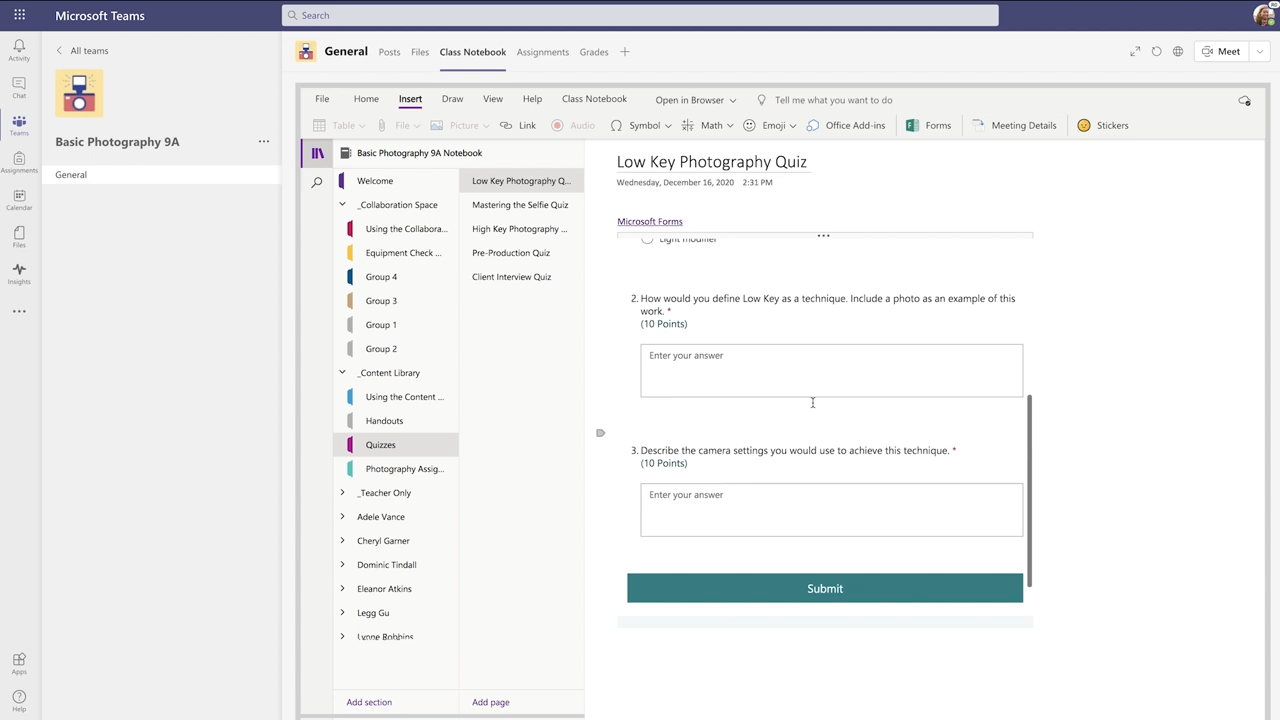 Microsoft Teams
Search
Activity
Chat
Teams
Assignments
Calendar
Files
Insights
Apps
Help
All teams
Basic Photography 9A
General
General
Posts
Files
Class Notebook
Assignments
Grades
Meet
File
Home
Insert
Draw
View
Help
Class Notebook
Open in Browser
Tell me what you want to do
Table
File
Picture
Link
Audio
Symbol
Math
Emoji
Office Add-ins
Forms
Meeting Details
Stickers
Basic Photography 9A Notebook
Welcome
_Collaboration Space
Using the Collabora...
Equipment Check ...
Group 4
Group 3
Group 1
Group 2
_Content Library
Using the Content ...
Handouts
Quizzes
Photography Assig...
_Teacher Only
Adele Vance
Cheryl Garner
Dominic Tindall
Eleanor Atkins
Legg Gu
Lynne Robbins
Add section
Low Key Photography Q...
Mastering the Selfie Quiz
High Key Photography ...
Pre-Production Quiz
Client Interview Quiz
Add page
Low Key Photography Quiz
Wednesday, December 16, 2020 2:31 PM
Microsoft Forms
Light modifier
2. How would you define Low Key as a technique. Include a photo as an example of this
work. *
(10 Points)
Enter your answer
3. Describe the camera settings you would use to achieve this technique. *
(10 Points)
Enter your answer
Submit